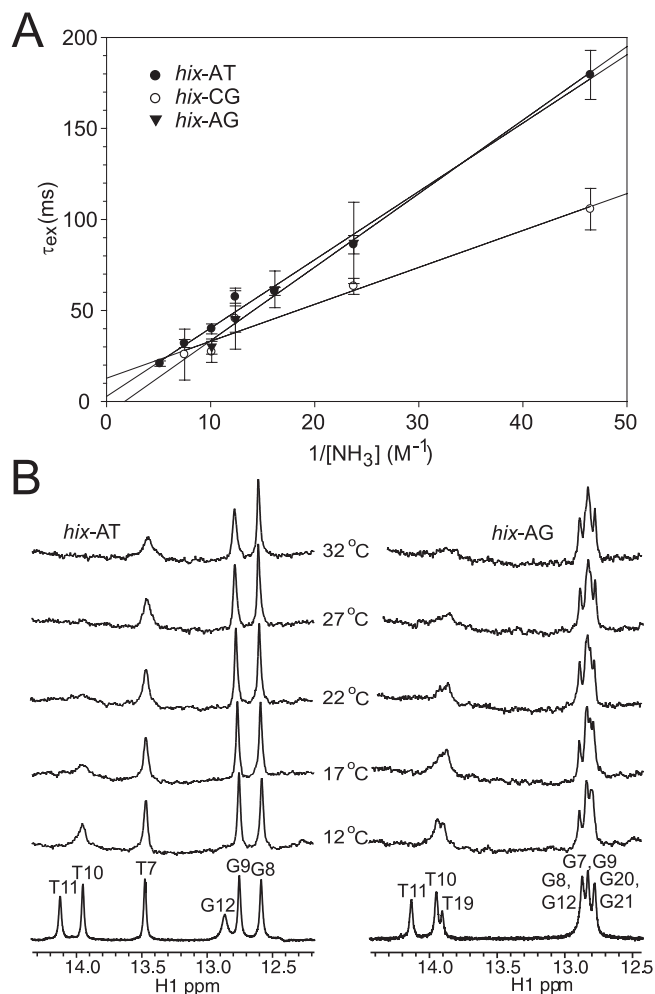 A
200
150
100
50
0
τex(ms)
hix-AT
hix-CG
hix-AG
0 10 20 30 40 50
1/[NH3] (M-1)
B
hix-AT
hix-AG
32 °C
27 °C
22 °C
17 °C
12 °C
T11 T10 T7 G12 G9 G8
T11 T10 T19 G8, G12 G7, G9 G20, G21
14.0 13.5 13.0 12.5
H1 ppm
14.0 13.5 13.0 12.5
H1 ppm